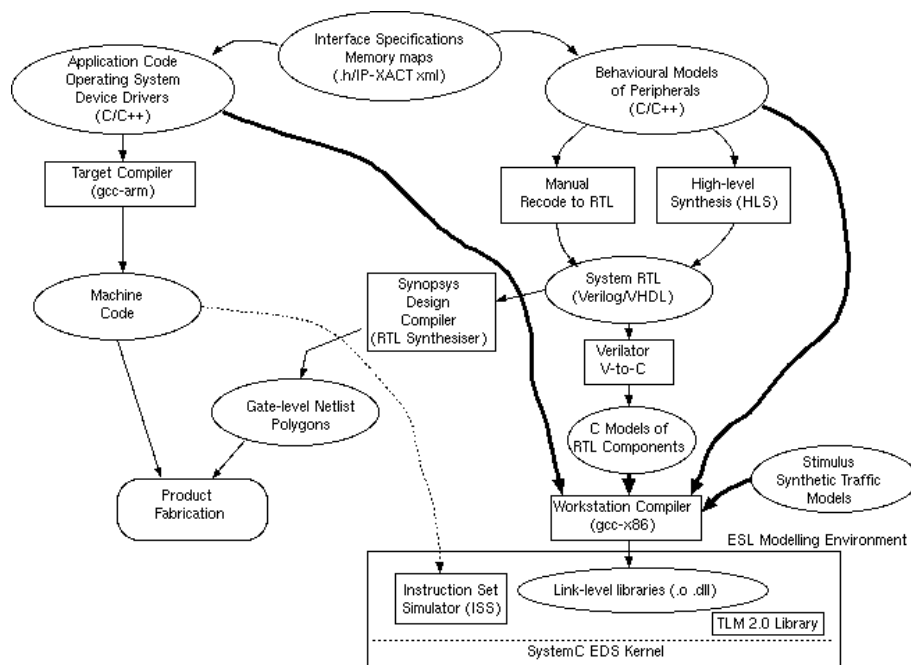 Interface Specifications
Memory maps
(.h/IP-XACT xml)
Application Code
Operating System
Device Drivers
(C/C++)
Behavioural Models
of Peripherals
(C/C++)
Target Compiler
(gcc-arm)
Manual
Recode to RTL
High-level
Synthesis (HLS)
System RTL
(Verilog/VHDL)
Machine
Code
Synopsys
Design
Compiler
(RTL Synthesiser)
Verilator
V-to-C
Gate-level Netlist
Polygons
C Models of
RTL Components
Stimulus
Synthetic Traffic
Models
Product
Fabrication
Workstation Compiler
(gcc-x86)
ESL Modelling Environment
Instruction Set
Simulator (ISS)
Link-level libraries (.o .dll)
TLM 2.0 Library
SystemC EDS Kernel